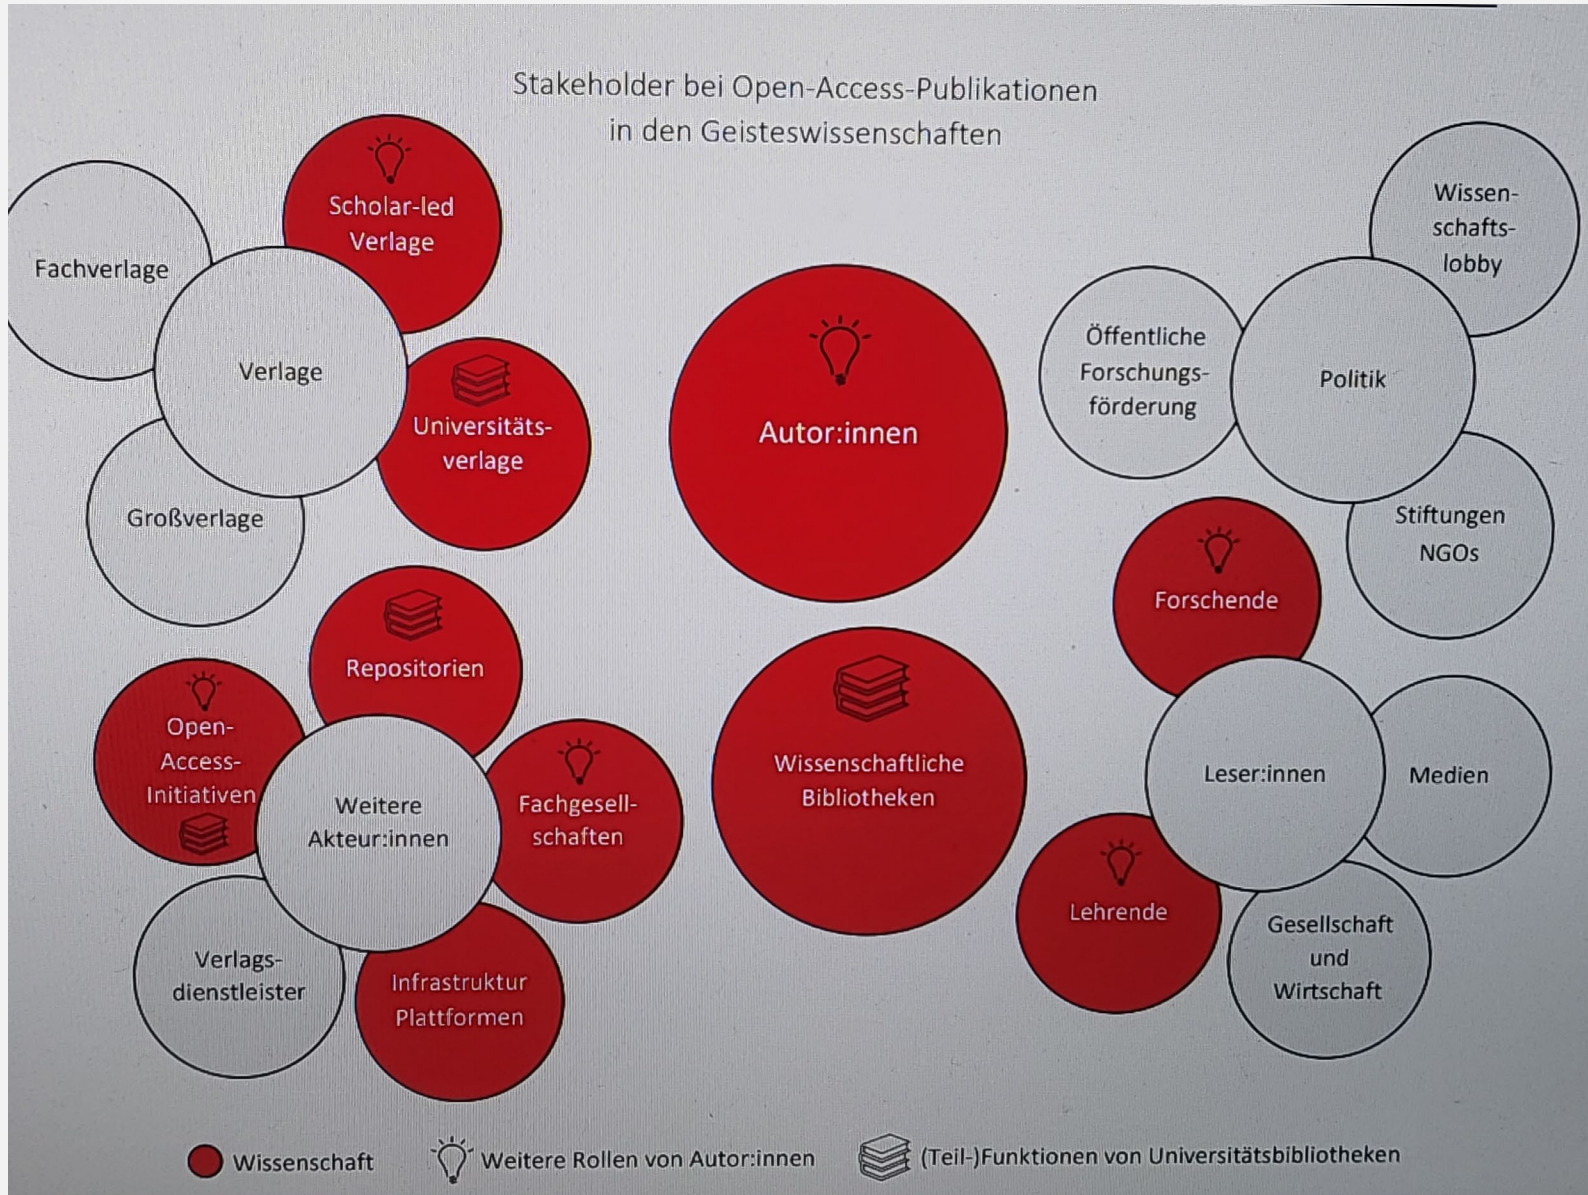 Stakeholder bei Open-Access-Publikationen
in den Geisteswissenschaften
Scholar-led
Verlage
Fachverlage
Verlage
Universitäts-
verlage
Großverlage
Autor:innen
Wissen-
schafts-
lobby
Öffentliche
Forschungs-
förderung
Politik
Stiftungen
NGOs
Repositorien
Open-
Access-
Initiativen
Weitere
Akteur:innen
Fachgesell-
schaften
Verlags-
dienstleister
Infrastruktur
Plattformen
Wissenschaftliche
Bibliotheken
Forschende
Leser:innen
Medien
Lehrende
Gesellschaft
und
Wirtschaft
Wissenschaft
Weitere Rollen von Autor:innen
(Teil-)Funktionen von Universitätsbibliotheken